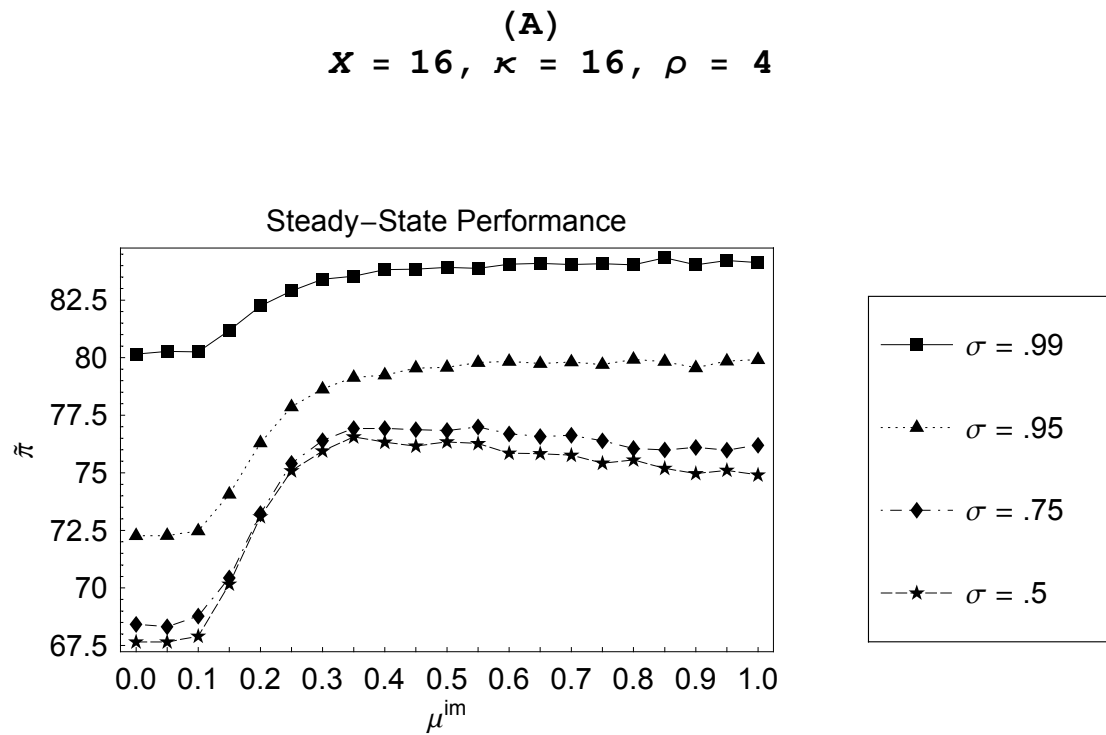 (A)
X = 16, κ = 16, ρ = 4
Steady–State Performance
82.5
80
77.5
75
72.5
70
67.5
π̃
0.0 0.1 0.2 0.3 0.4 0.5 0.6 0.7 0.8 0.9 1.0
μ^im
σ = .99
σ = .95
σ = .75
σ = .5